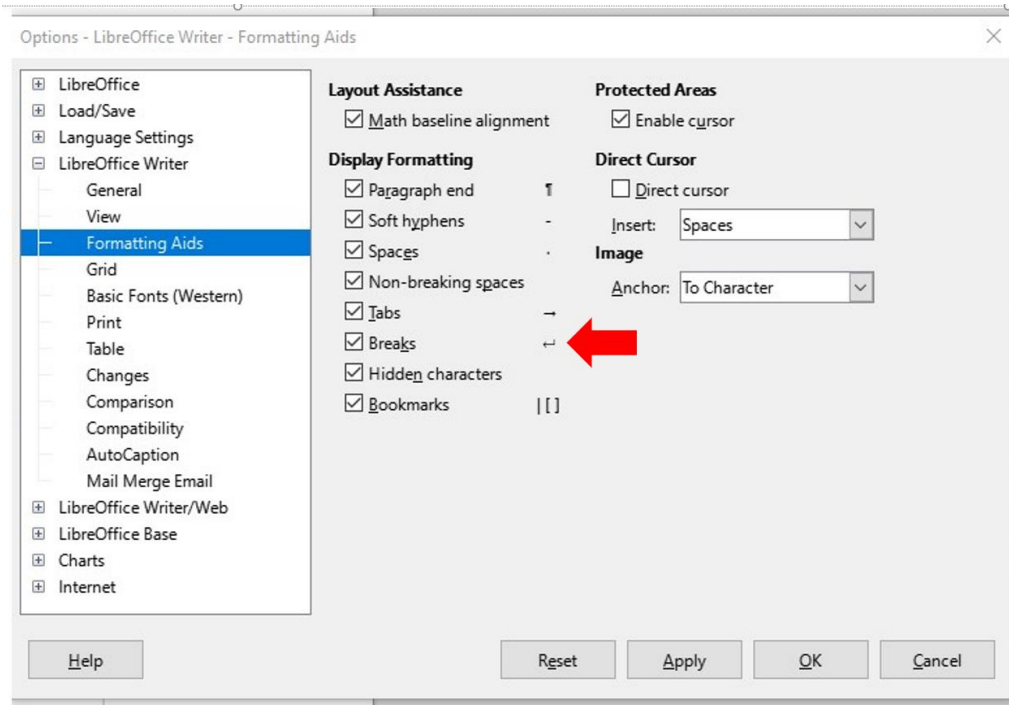 Options - LibreOffice Writer - Formatting Aids
LibreOffice
Load/Save
Language Settings
LibreOffice Writer
General
View
Formatting Aids
Grid
Basic Fonts (Western)
Print
Table
Changes
Comparison
Compatibility
AutoCaption
Mail Merge Email
LibreOffice Writer/Web
LibreOffice Base
Charts
Internet
Layout Assistance
Math baseline alignment
Display Formatting
Paragraph end ¶
Soft hyphens -
Spaces ·
Non-breaking spaces
Tabs →
Breaks ↵
Hidden characters
Bookmarks |[]
Protected Areas
Enable cursor
Direct Cursor
Direct cursor
Insert: Spaces
Image
Anchor: To Character
Help
Reset
Apply
OK
Cancel